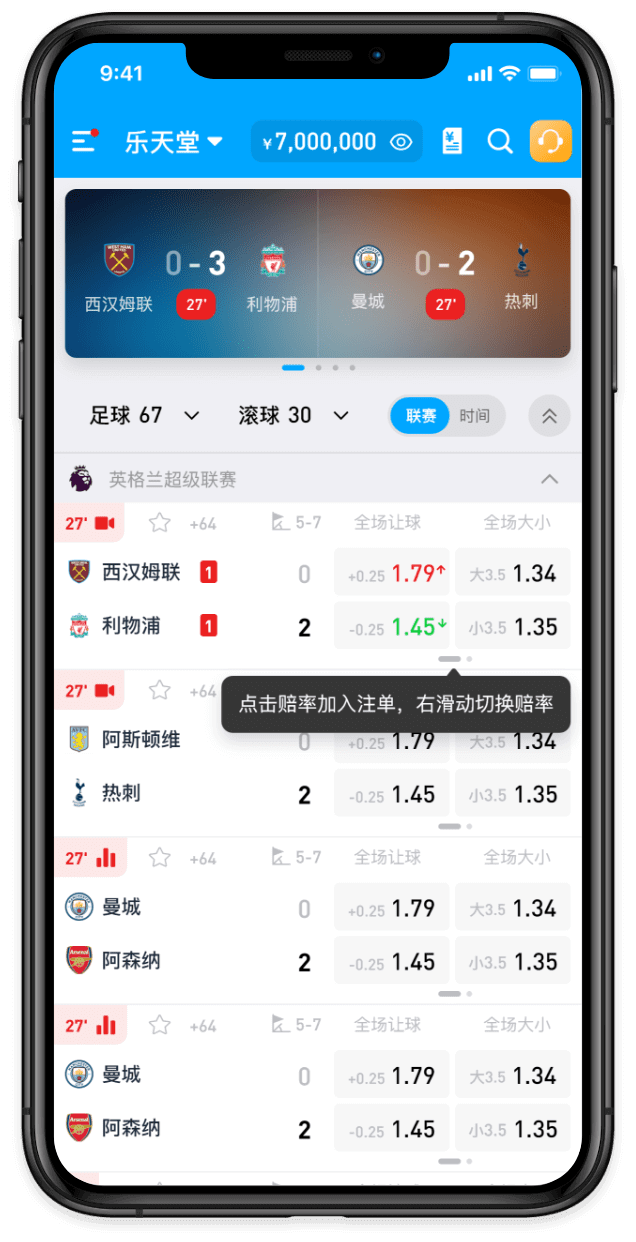 9:41
乐天堂 ¥7,000,000
0 - 3 0 - 2
西汉姆联 27' 利物浦 曼城 27' 热刺
足球 67 滚球 30 联赛 时间
英格兰超级联赛
27' +64 5-7 全场让球 全场大小
西汉姆联 1 0 +0.25 1.79↑ 大3.5 1.34
利物浦 1 2 -0.25 1.45↓ 小3.5 1.35
27' +64
点击赔率加入注单，右滑动切换赔率
阿斯顿维 0 +0.25 1.79 大3.5 1.34
热刺 2 -0.25 1.45 小3.5 1.35
27' +64 5-7 全场让球 全场大小
曼城 0 +0.25 1.79 大3.5 1.34
阿森纳 2 -0.25 1.45 小3.5 1.35
27' +64 5-7 全场让球 全场大小
曼城 0 +0.25 1.79 大3.5 1.34
阿森纳 2 -0.25 1.45 小3.5 1.35